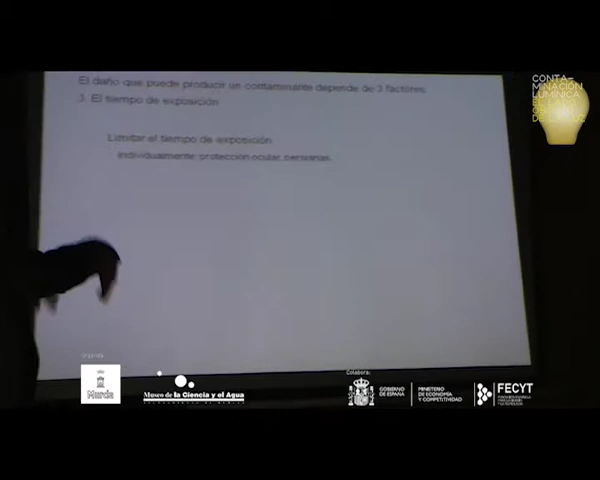 El daño que puede producir un contaminante depende de 3 factores.
3. El tiempo de exposición
Limitar el tiempo de exposición
individualmente: protección ocular, persianas.
CONTA-
MINACIÓN
LUMÍNICA
Murcia
Museo de la Ciencia y el Agua
Colabora:
GOBIERNO
DE ESPAÑA
MINISTERIO
DE ECONOMÍA
Y COMPETITIVIDAD
FECYT